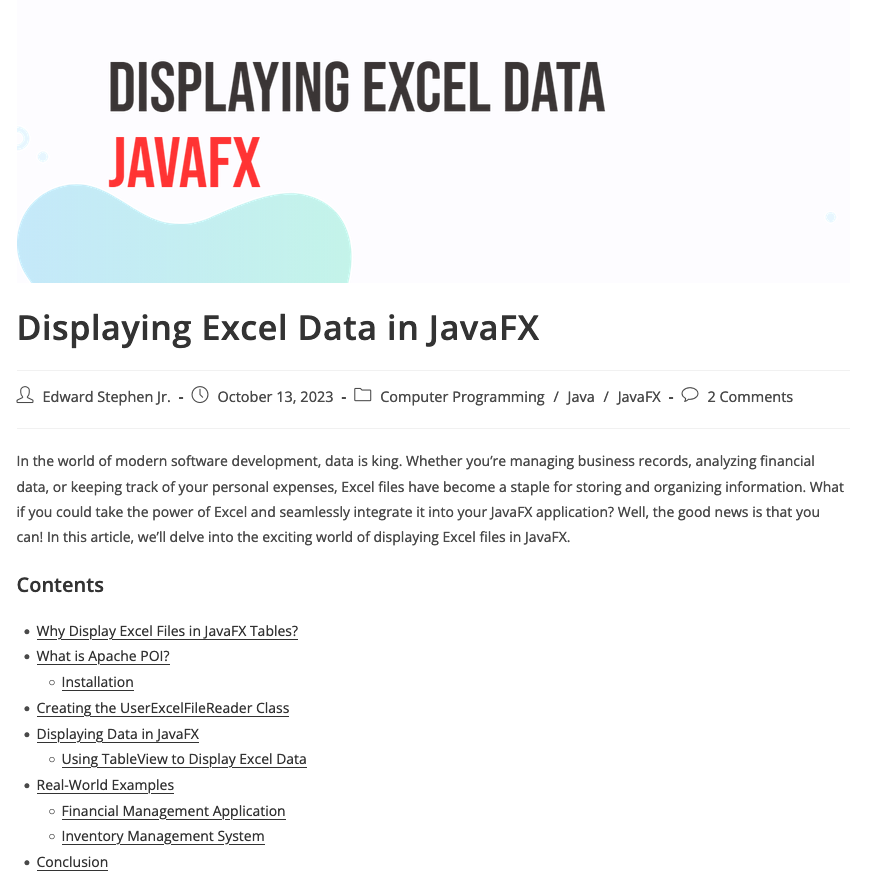 DISPLAYING EXCEL DATA
JAVAFX
Displaying Excel Data in JavaFX
Edward Stephen Jr. - October 13, 2023 - Computer Programming / Java / JavaFX - 2 Comments
In the world of modern software development, data is king. Whether you’re managing business records, analyzing financial
data, or keeping track of your personal expenses, Excel files have become a staple for storing and organizing information. What
if you could take the power of Excel and seamlessly integrate it into your JavaFX application? Well, the good news is that you
can! In this article, we’ll delve into the exciting world of displaying Excel files in JavaFX.
Contents
Why Display Excel Files in JavaFX Tables?
What is Apache POI?
Installation
Creating the UserExcelFileReader Class
Displaying Data in JavaFX
Using TableView to Display Excel Data
Real-World Examples
Financial Management Application
Inventory Management System
Conclusion